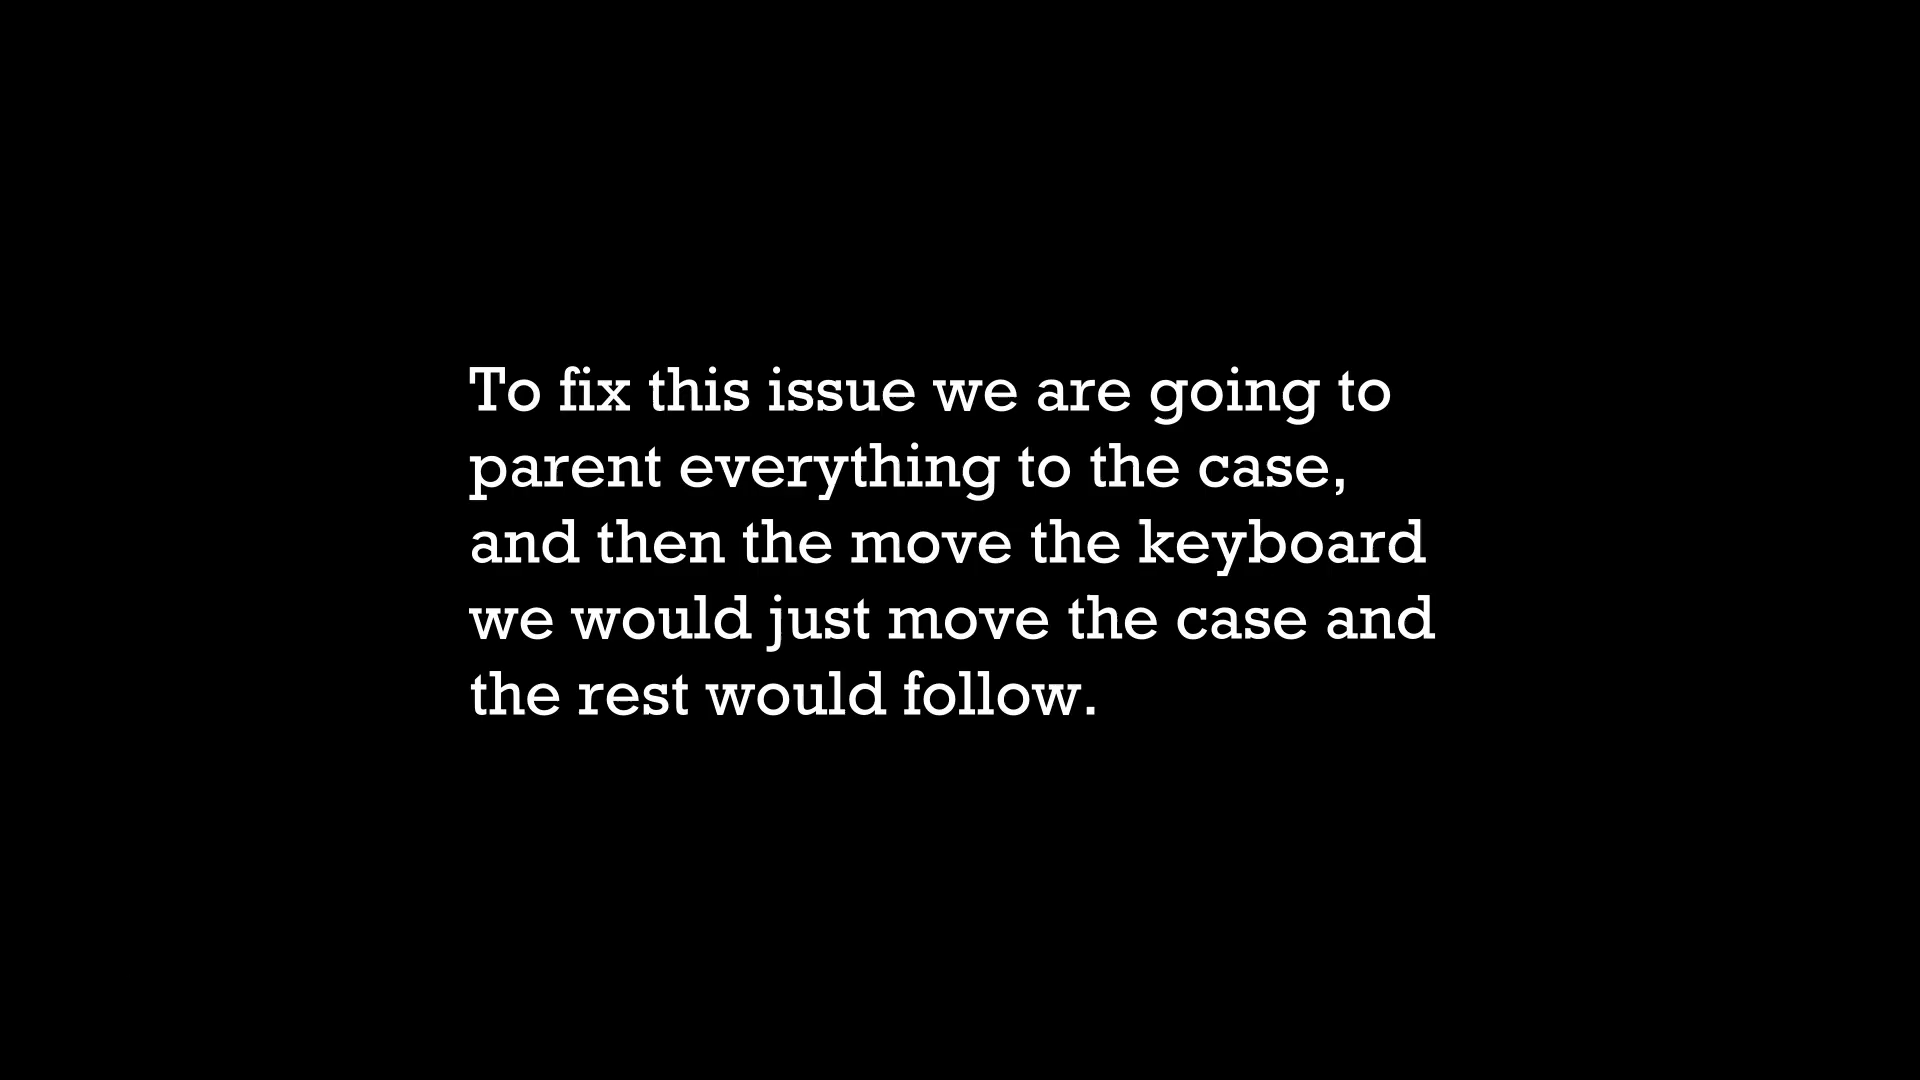 To fix this issue we are going to
parent everything to the case,
and then the move the keyboard
we would just move the case and
the rest would follow.